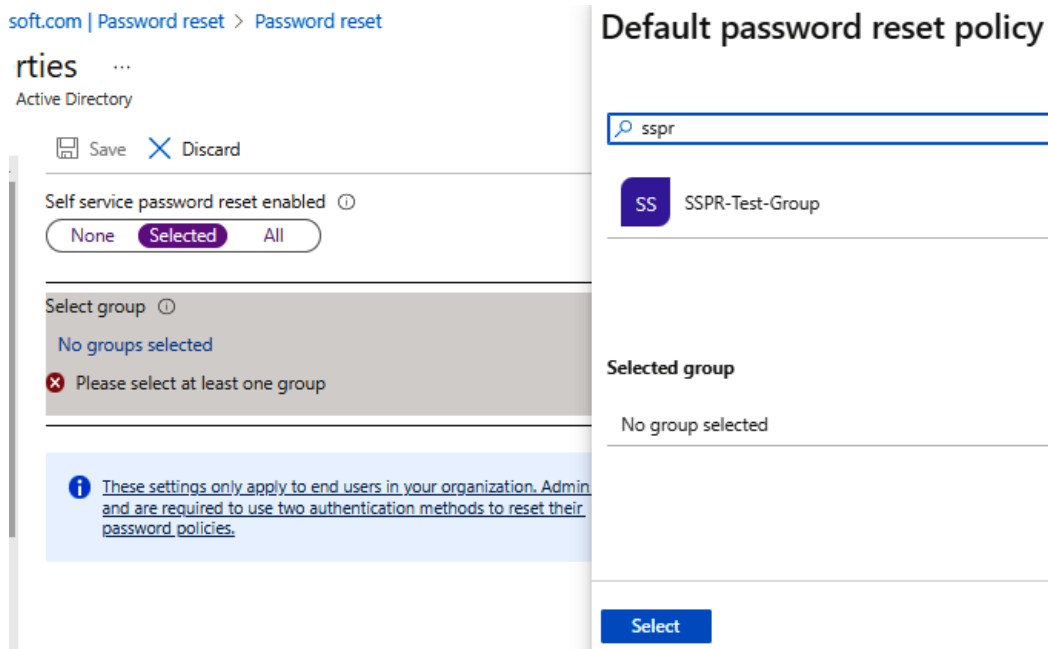 soft.com | Password reset > Password reset
rties ...
Active Directory
Save Discard
Self service password reset enabled
None Selected All
Select group
No groups selected
Please select at least one group
These settings only apply to end users in your organization. Admin
and are required to use two authentication methods to reset their
password policies.
Default password reset policy
sspr
SS SSPR-Test-Group
Selected group
No group selected
Select